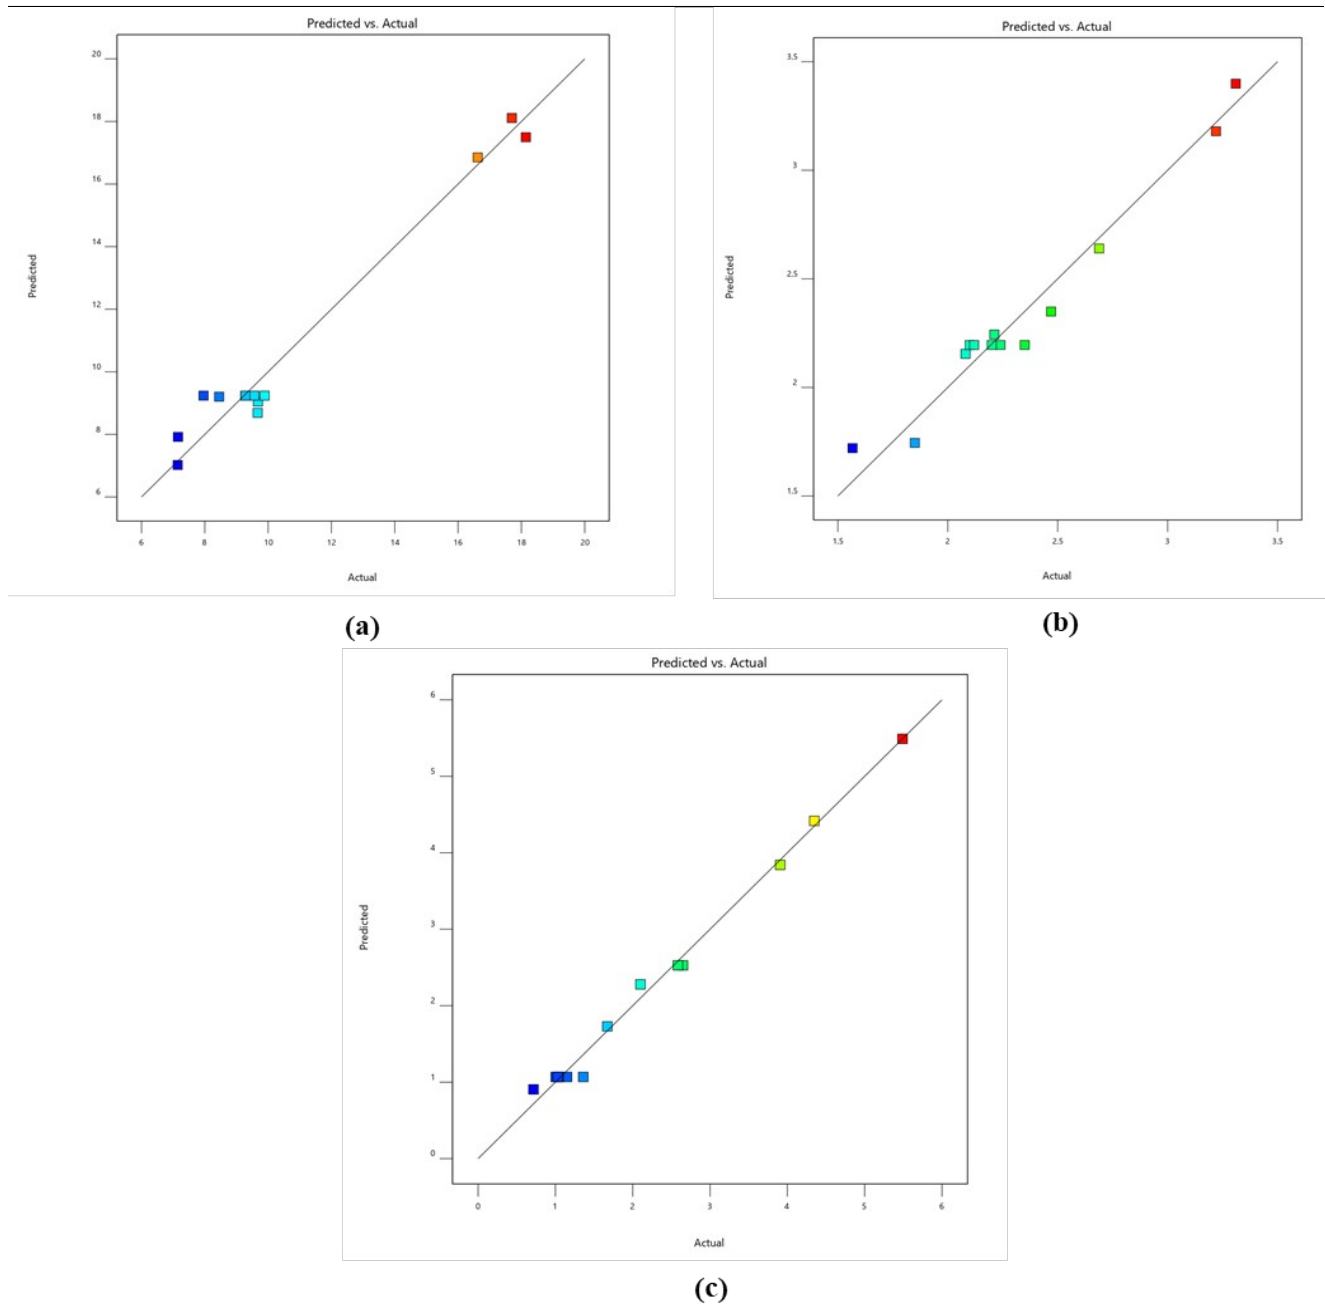 Predicted vs. Actual
20
18
16
14
12
10
8
6
Predicted
6 8 10 12 14 16 18 20
Actual
(a)
Predicted vs. Actual
3.5
3
2.5
2
1.5
Predicted
1.5 2 2.5 3 3.5
Actual
(b)
Predicted vs. Actual
6
5
4
3
2
1
0
Predicted
0 1 2 3 4 5 6
Actual
(c)